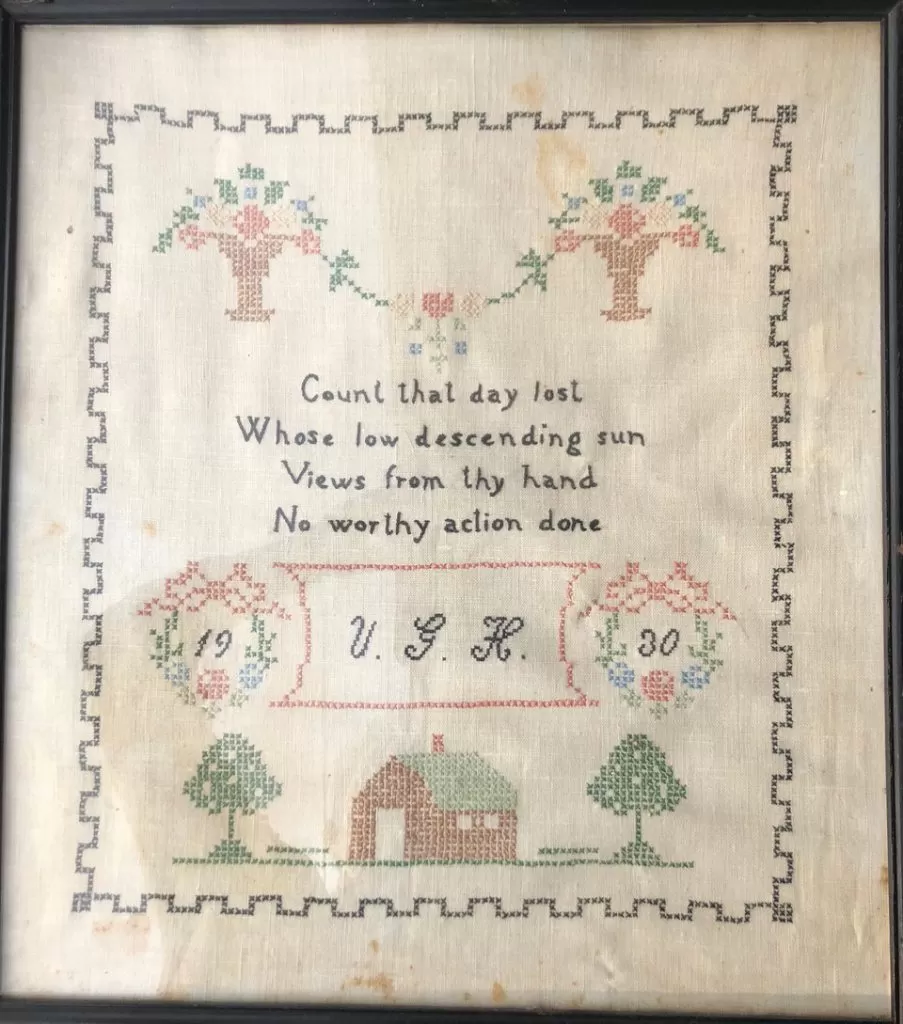 Count that day lost
Whose low descending sun
Views from thy hand
No worthy action done
19 V. G. H. 30